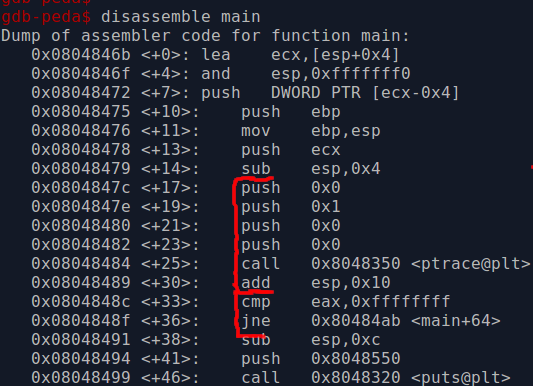 gdb-peda$ disassemble main
Dump of assembler code for function main:
0x0804846b <+0>: lea ecx,[esp+0x4]
0x0804846f <+4>: and esp,0xfffffff0
0x08048472 <+7>: push DWORD PTR [ecx-0x4]
0x08048475 <+10>: push ebp
0x08048476 <+11>: mov ebp,esp
0x08048478 <+13>: push ecx
0x08048479 <+14>: sub esp,0x4
0x0804847c <+17>: push 0x0
0x0804847e <+19>: push 0x1
0x08048480 <+21>: push 0x0
0x08048482 <+23>: push 0x0
0x08048484 <+25>: call 0x8048350 <ptrace@plt>
0x08048489 <+30>: add esp,0x10
0x0804848c <+33>: cmp eax,0xffffffff
0x0804848f <+36>: jne 0x80484ab <main+64>
0x08048491 <+38>: sub esp,0xc
0x08048494 <+41>: push 0x8048550
0x08048499 <+46>: call 0x8048320 <puts@plt>